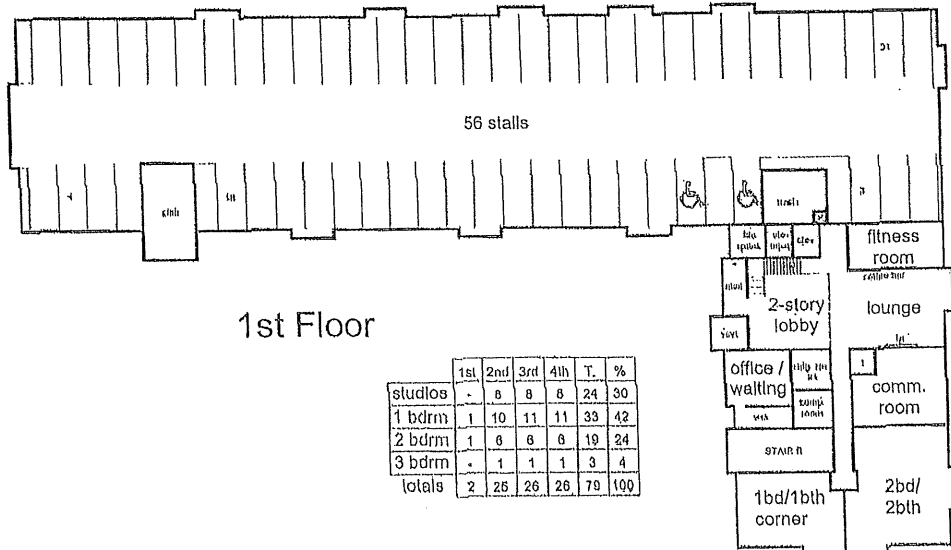 56 stalls
fitness
room
lounge
2-story
lobby
office /
waiting
comm.
room
STAIR B
1bd/1bth
corner
2bd/
2bth
1st Floor
1st 2nd 3rd 4th T. %
studios - 8 8 8 24 30
1 bdrm 1 10 11 11 33 42
2 bdrm 1 6 6 6 19 24
3 bdrm - 1 1 1 3 4
totals 2 25 26 26 79 100